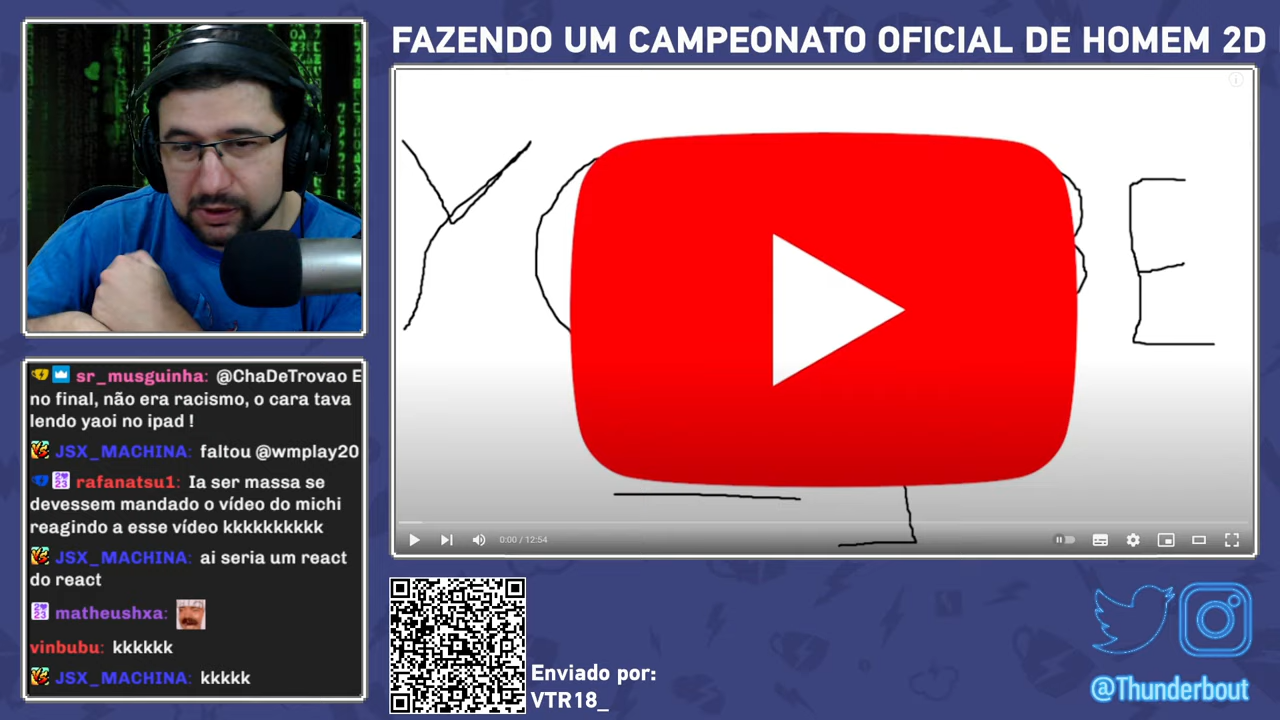 FAZENDO UM CAMPEONATO OFICIAL DE HOMEM 2D
Y
E
0:00 / 12:54
sr_musguinha: @ChaDeTrovao E
no final, não era racismo, o cara tava
lendo yaoi no ipad !
JSX_MACHINA: faltou @wmplay20
rafanatsu1: Ia ser massa se
devessem mandado o vídeo do michi
reagindo a esse vídeo kkkkkkkkkk
JSX_MACHINA: ai seria um react
do react
matheushxa:
vinbubu: kkkkkk
JSX_MACHINA: kkkkk
Enviado por:
VTR18_
@Thunderbout